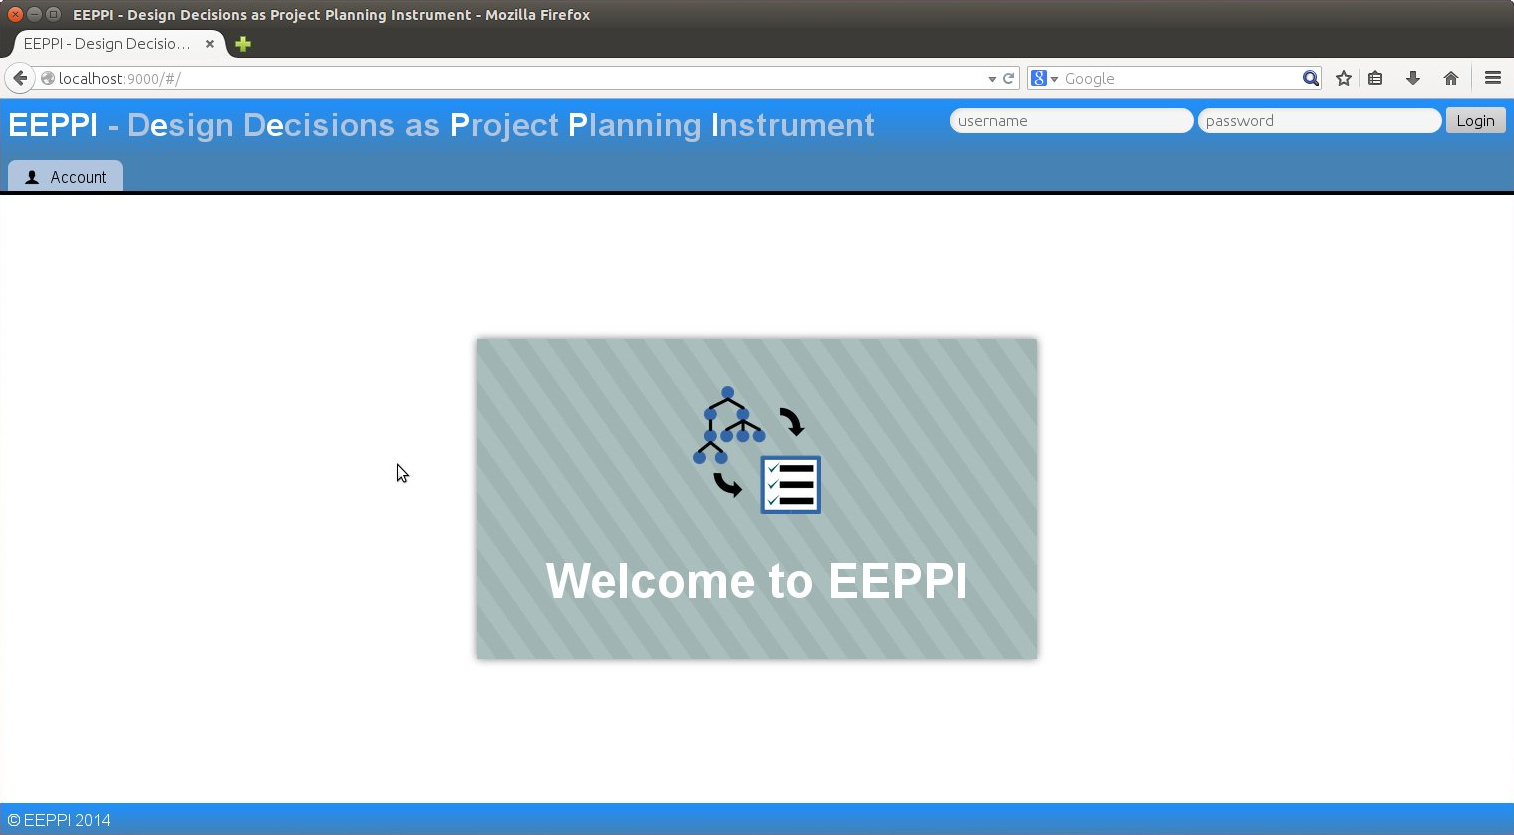 EEPPI - Design Decisions as Project Planning Instrument - Mozilla Firefox
EEPPI - Design Decisio...
localhost:9000/#/
Google
EEPPI - Design Decisions as Project Planning Instrument
username
password
Login
Account
Welcome to EEPPI
© EEPPI 2014